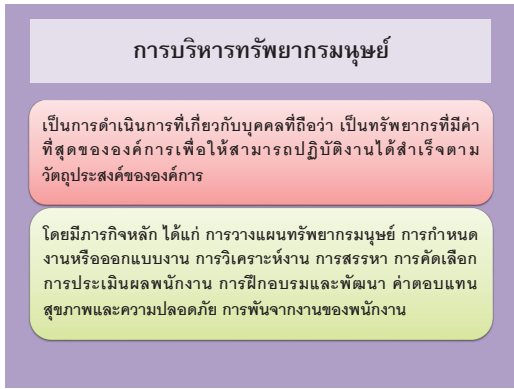 การบริหารทรัพยากรมนุษย์
เป็นการดำเนินการที่เกี่ยวกับบุคคลที่ถือว่า เป็นทรัพยากรที่มีค่า
ที่สุดขององค์การเพื่อให้สามารถปฏิบัติงานได้สำเร็จตาม
วัตถุประสงค์ขององค์การ
โดยมีภารกิจหลัก ได้แก่ การวางแผนทรัพยากรมนุษย์ การกำหนด
งานหรือออกแบบงาน การวิเคราะห์งาน การสรรหา การคัดเลือก
การประเมินผลพนักงาน การฝึกอบรมและพัฒนา ค่าตอบแทน
สุขภาพและความปลอดภัย การพ้นจากงานของพนักงาน